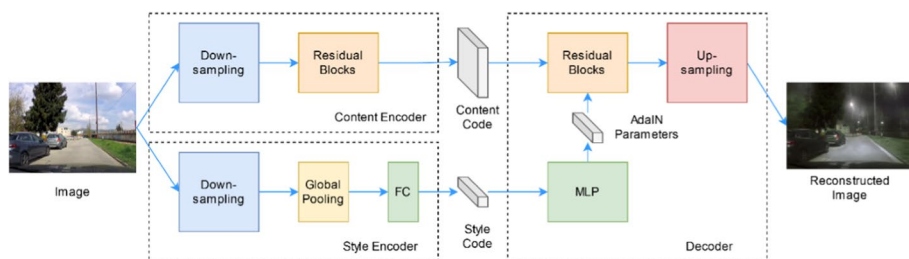 Down-
sampling
Residual
Blocks
Content Encoder
Content
Code
Residual
Blocks
Up-
sampling
AdaIN
Parameters
Image
Down-
sampling
Global
Pooling
FC
Style Encoder
Style
Code
MLP
Decoder
Reconstructed
Image